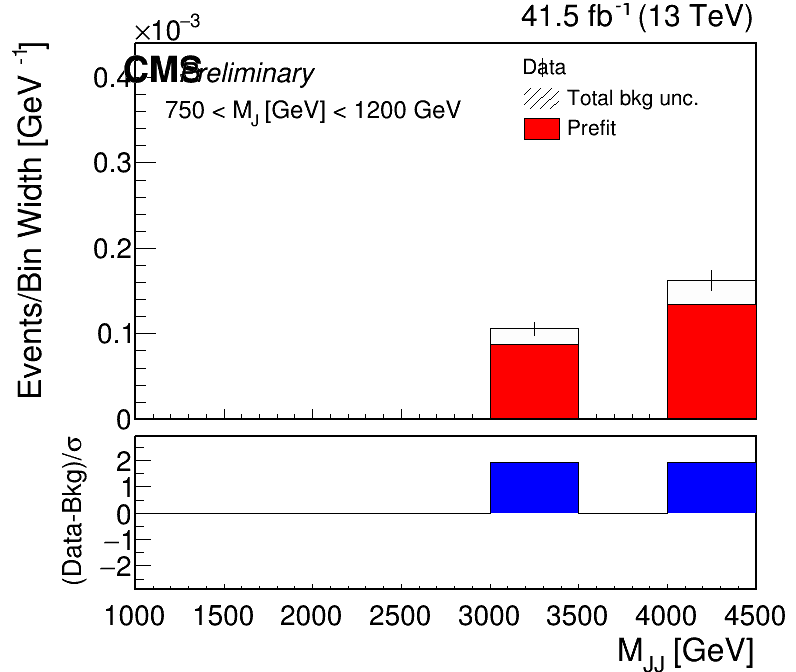 ×10⁻³
41.5 fb⁻¹ (13 TeV)
CMS Preliminary
750 < M_J [GeV] < 1200 GeV
Data
Total bkg unc.
Prefit
Events/Bin Width [GeV⁻¹]
0.4
0.3
0.2
0.1
0
(Data-Bkg)/σ
2
1
0
−1
−2
1000 1500 2000 2500 3000 3500 4000 4500
M_JJ [GeV]